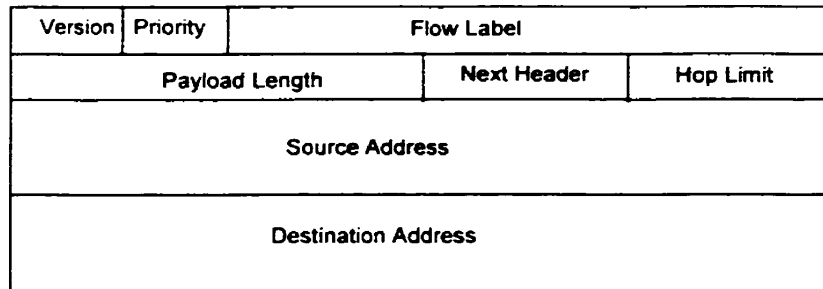 Version Priority Flow Label
Payload Length Next Header Hop Limit
Source Address
Destination Address